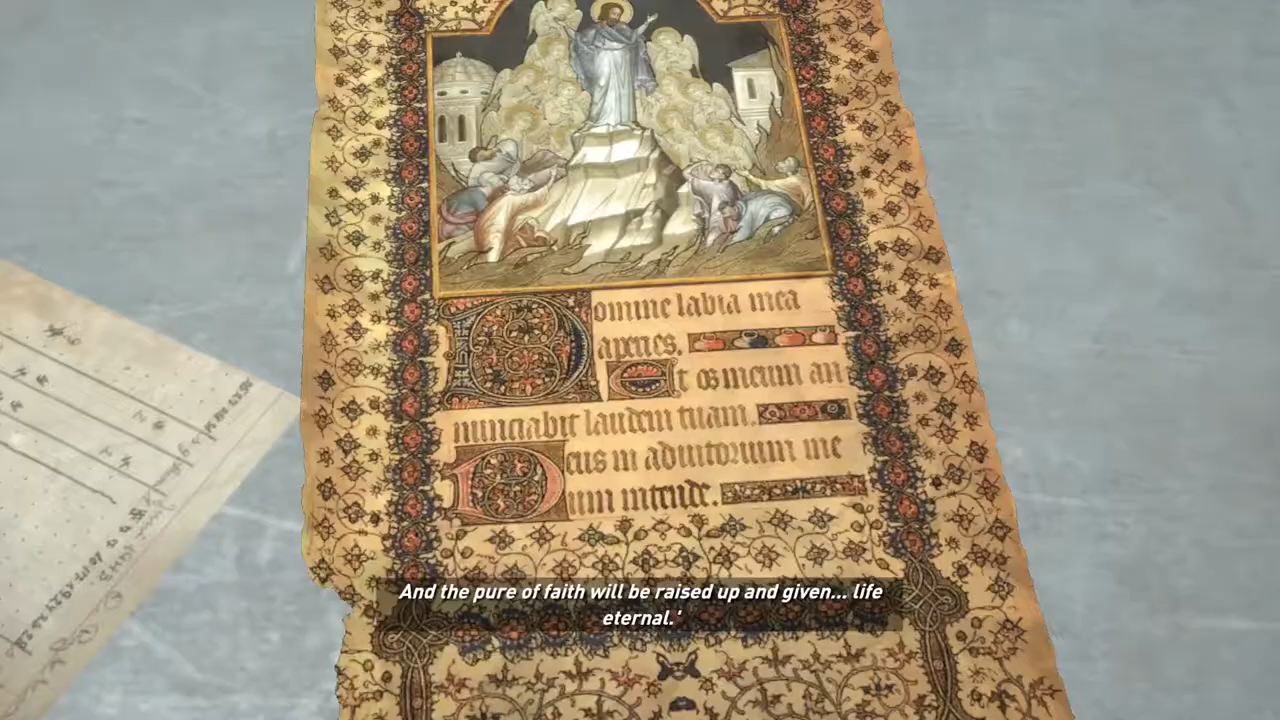 Domine labia mea
aperies.
Et os meum an
nunciabit laudem tuam.
Deus in adiutorium me
um intende.
And the pure of faith will be raised up and given... life
eternal.'